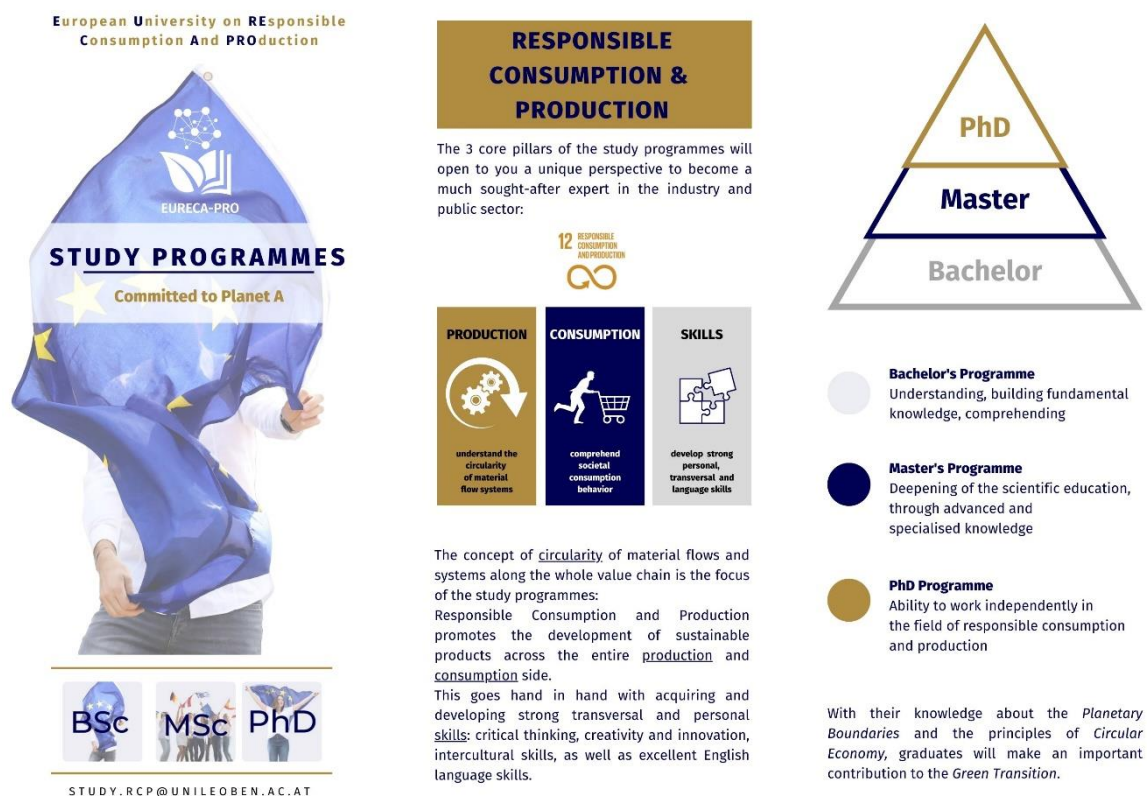 European University on REsponsible
Consumption And PROduction
EURECA-PRO
STUDY PROGRAMMES
Committed to Planet A
BSc
MSc
PhD
STUDY.RCP@UNILEOBEN.AC.AT
RESPONSIBLE
CONSUMPTION &
PRODUCTION
The 3 core pillars of the study programmes will
open to you a unique perspective to become a
much sought-after expert in the industry and
public sector:
12 RESPONSIBLE
CONSUMPTION
AND PRODUCTION
PRODUCTION
understand the
circularity
of material
flow systems
CONSUMPTION
comprehend
societal
consumption
behavior
SKILLS
develop strong
personal,
transversal and
language skills
The concept of circularity of material flows and
systems along the whole value chain is the focus
of the study programmes:
Responsible Consumption and Production
promotes the development of sustainable
products across the entire production and
consumption side.
This goes hand in hand with acquiring and
developing strong transversal and personal
skills: critical thinking, creativity and innovation,
intercultural skills, as well as excellent English
language skills.
PhD
Master
Bachelor
Bachelor's Programme
Understanding, building fundamental
knowledge, comprehending
Master's Programme
Deepening of the scientific education,
through advanced and
specialised knowledge
PhD Programme
Ability to work independently in
the field of responsible consumption
and production
With their knowledge about the Planetary
Boundaries and the principles of Circular
Economy, graduates will make an important
contribution to the Green Transition.